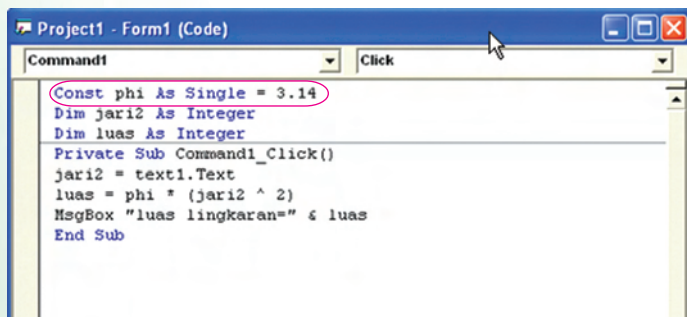 Project1 - Form1 (Code)
Command1 Click
Const phi As Single = 3.14
Dim jari2 As Integer
Dim luas As Integer
Private Sub Command1_Click()
jari2 = text1.Text
luas = phi * (jari2 ^ 2)
MsgBox "luas lingkaran=" & luas
End Sub